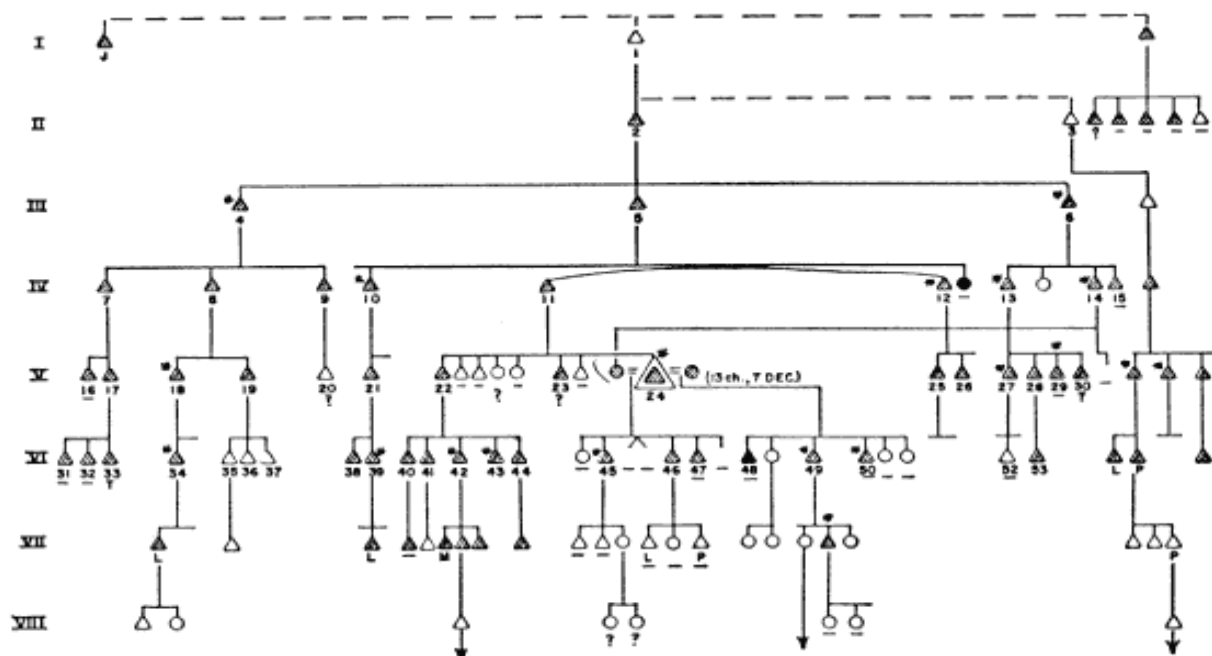 I
J
II
2 3 ? – – – –
III
4 5 6
IV
7 8 9 10 11 12 – 13 14 15
V
16 17 18 19 20 21 22 – – ? – 23 – 24 (13 ch., 7 DEC.) 25 26 27 28 29 30 –
– ? ? ?
VI
31 32 33 34 35 36 37 38 39 40 41 42 43 44 45 46 47 48 49 50 52 53 L P
– – ?
VII
L L – M – – L – P P
VIII
? ? – –